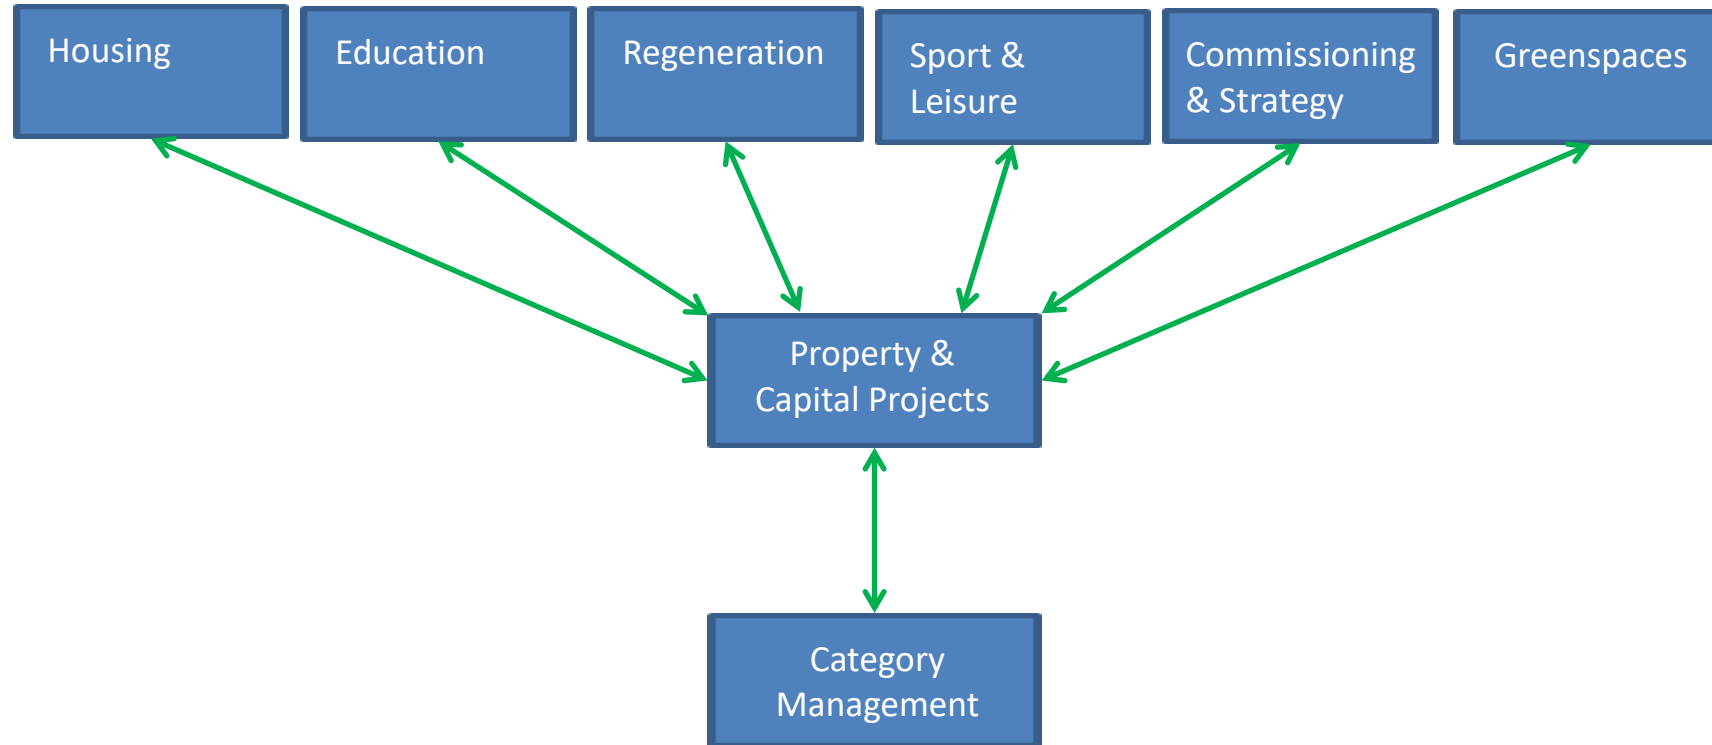 Housing
Education
Regeneration
Sport &
Leisure
Commissioning
& Strategy
Greenspaces
Property &
Capital Projects
Category
Management